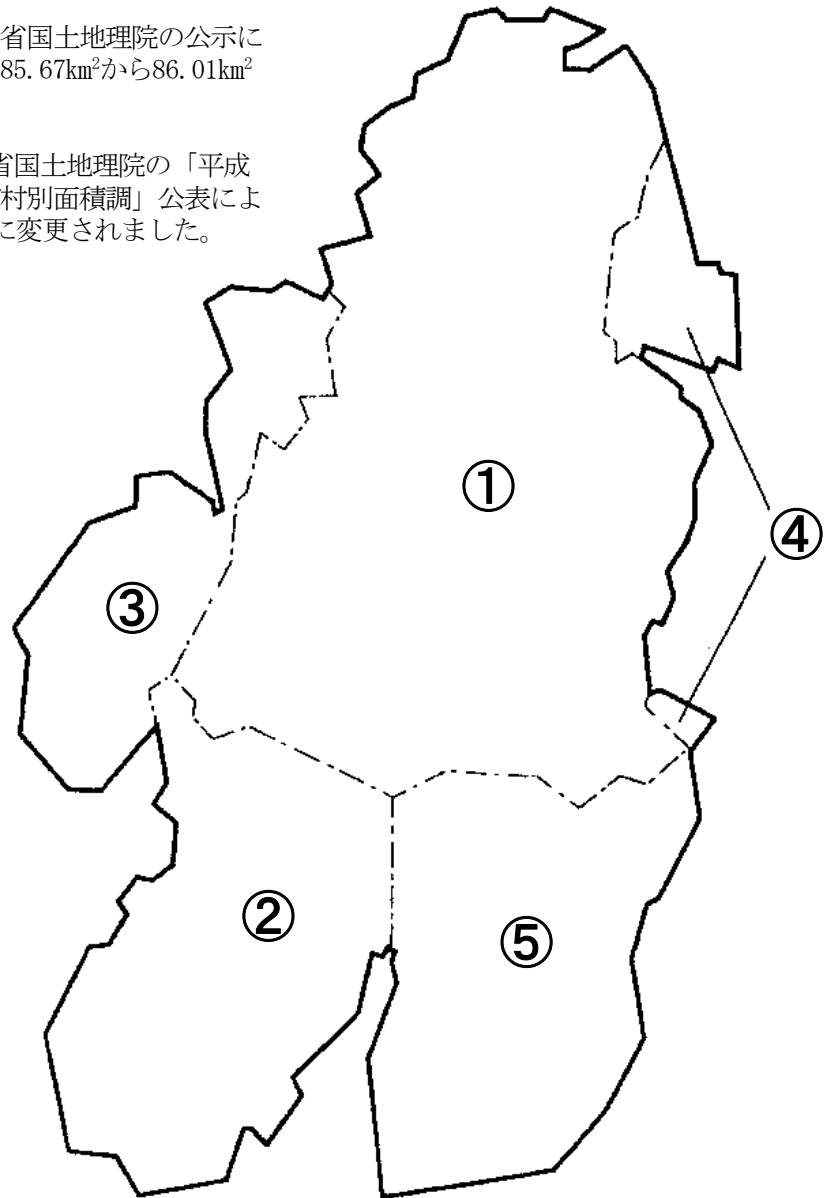 省国土地理院の公示に
85.67km²から86.01km²
省国土地理院の「平成
村別面積調」公表によ
に変更されました。
①
④
③
②
⑤